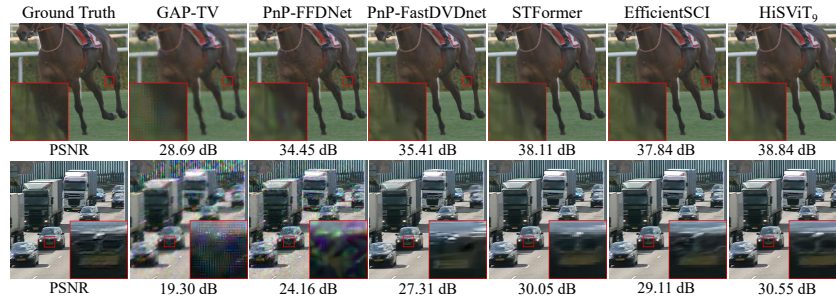 Ground Truth GAP-TV PnP-FFDNet PnP-FastDVDnet STFormer EfficientSCI HiSViT₉
PSNR 28.69 dB 34.45 dB 35.41 dB 38.11 dB 37.84 dB 38.84 dB
PSNR 19.30 dB 24.16 dB 27.31 dB 30.05 dB 29.11 dB 30.55 dB